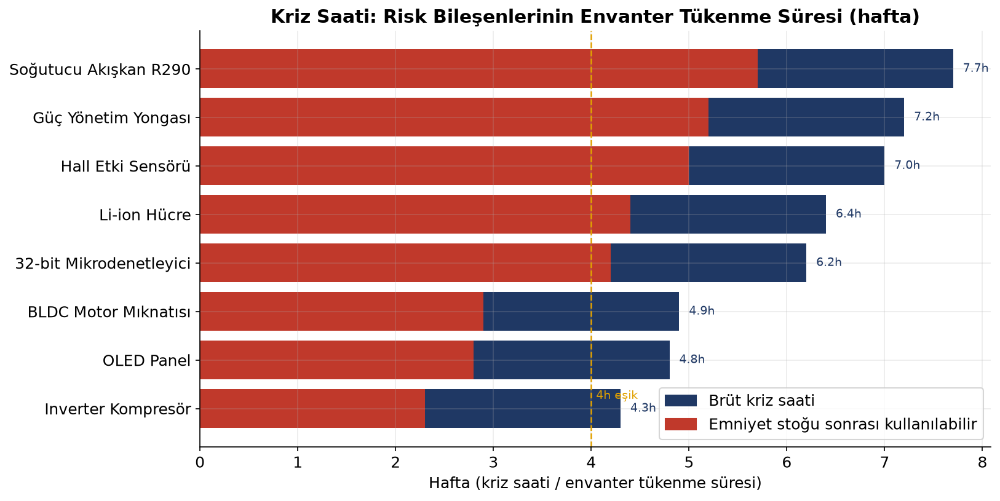 Kriz Saati: Risk Bileşenlerinin Envanter Tükenme Süresi (hafta)
Soğutucu Akışkan R290
7.7h
Güç Yönetim Yongası
7.2h
Hall Etki Sensörü
7.0h
Li-ion Hücre
6.4h
32-bit Mikrodenetleyici
6.2h
BLDC Motor Mıknatısı
4.9h
OLED Panel
4.8h
4h eşik
Inverter Kompresör
4.3h
Brüt kriz saati
Emniyet stoğu sonrası kullanılabilir
0 1 2 3 4 5 6 7 8
Hafta (kriz saati / envanter tükenme süresi)